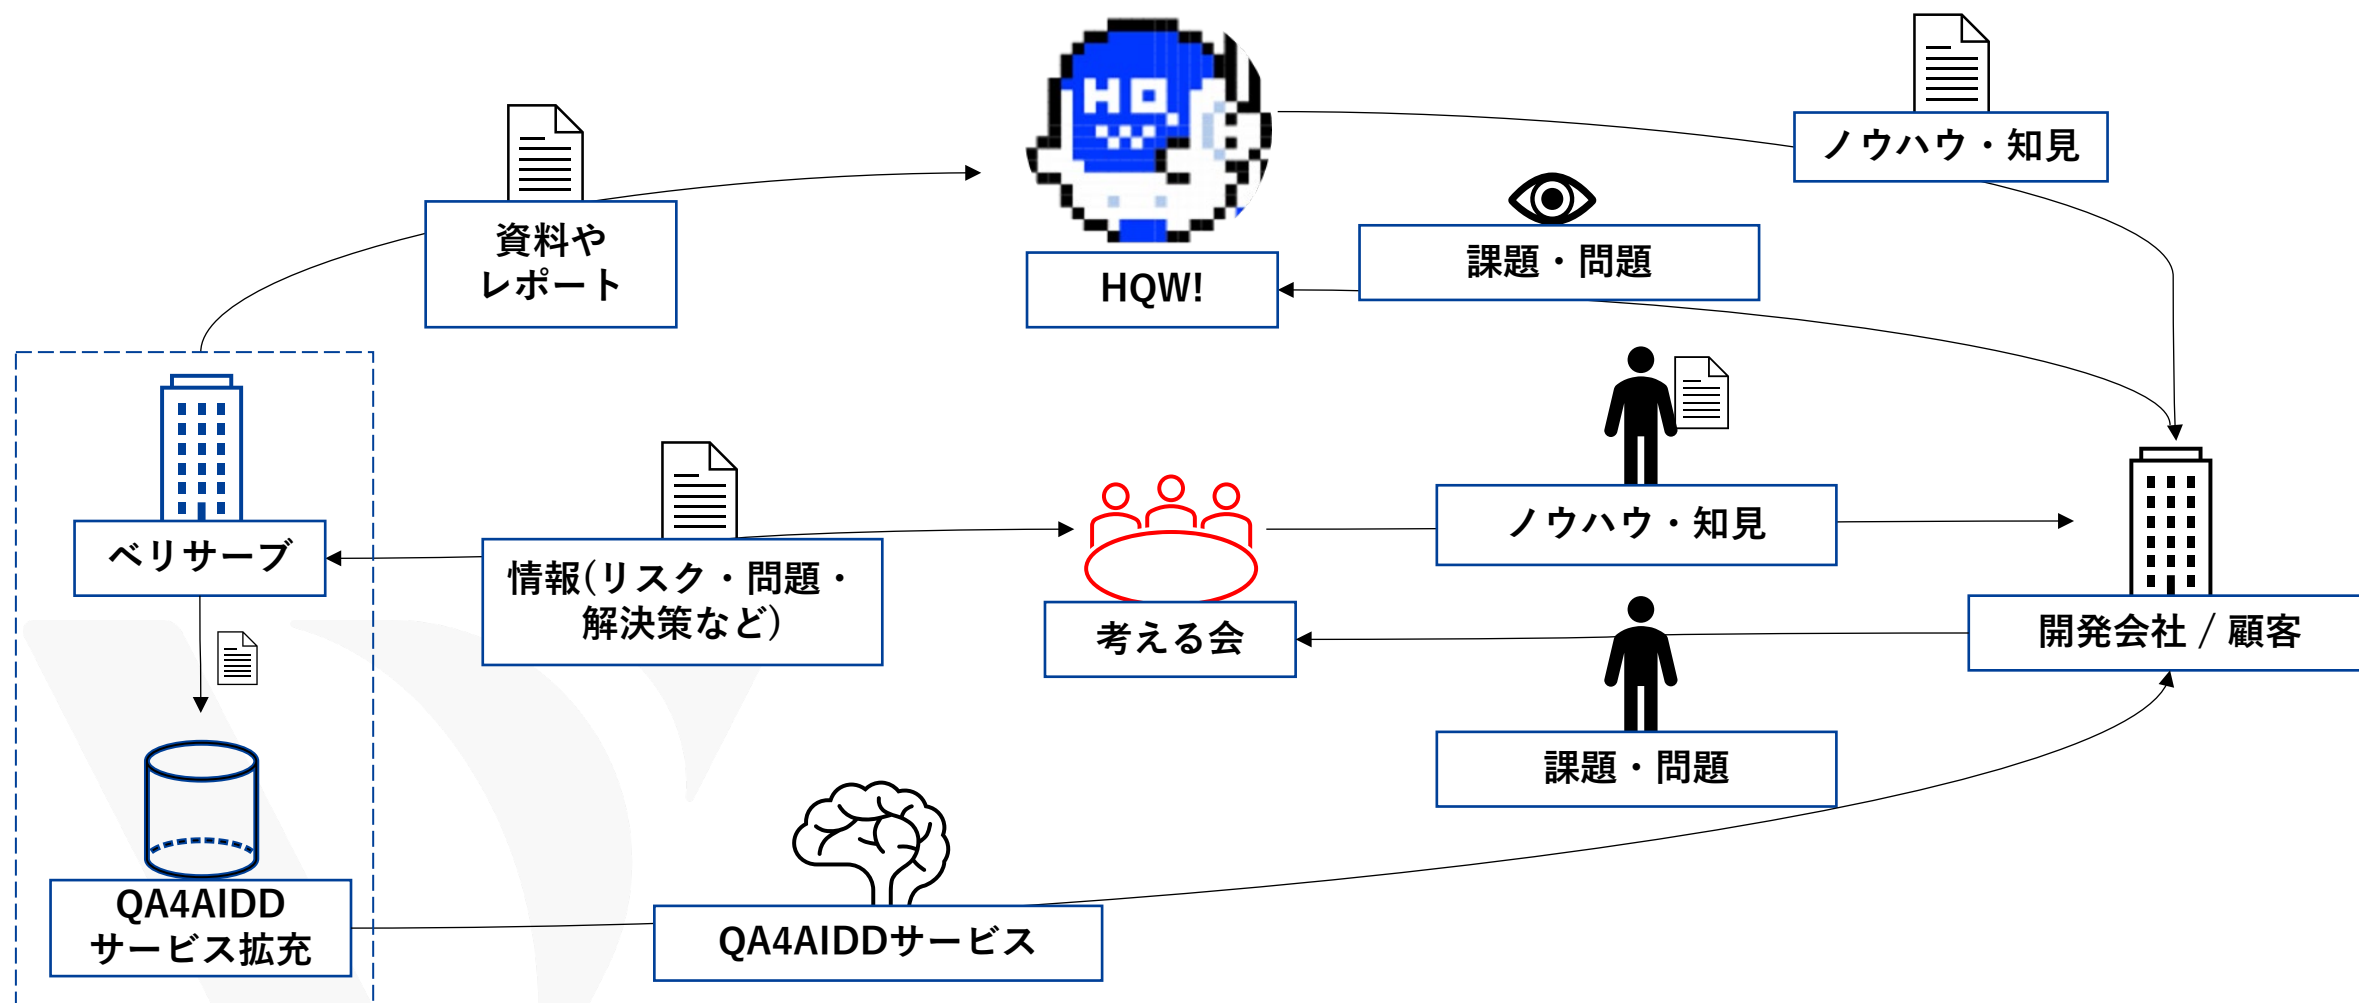 HQ
ノウハウ・知見
資料や
レポート
課題・問題
HQW!
ノウハウ・知見
ベリサーブ
情報(リスク・問題・
解決策など)
考える会
開発会社 / 顧客
課題・問題
QA4AIDD
サービス拡充
QA4AIDDサービス